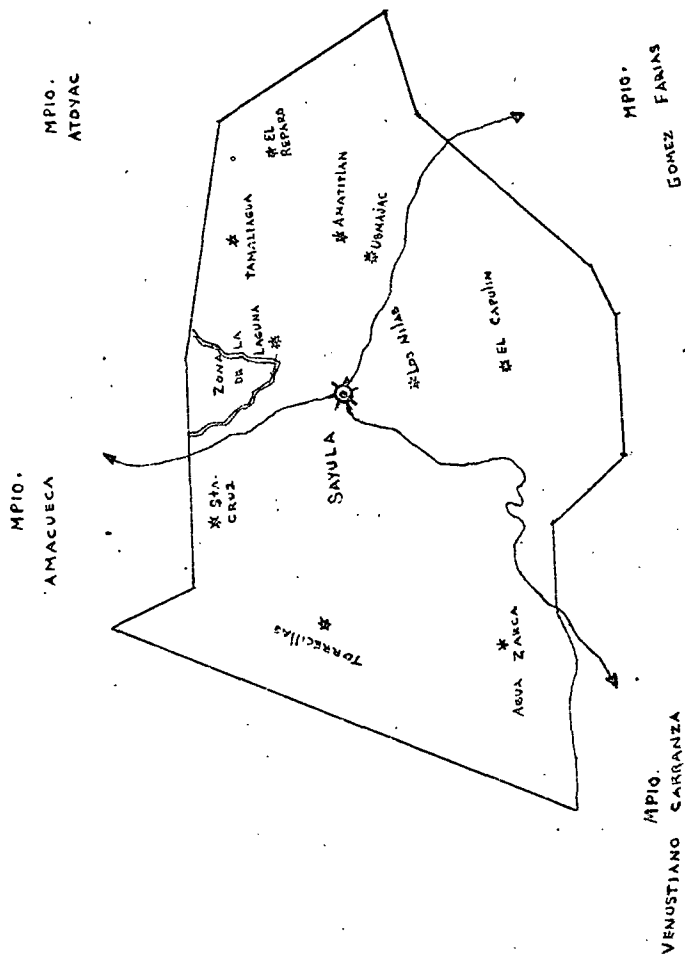 MPIO.
AMACUECA
MPIO.
ATOYAC
Sta.
CRUZ
ZONA
DE LA
LAGUNA
TAMALIAGUA
EL
REPARO
TORRECIllAS
SAYULA
AMATITLAN
USMAJAC
LOS
EL CAPULIN
AGUA ZARCA
MPIO.
GOMEZ FARIAS
MPIO.
VENUSTIANO CARRANZA